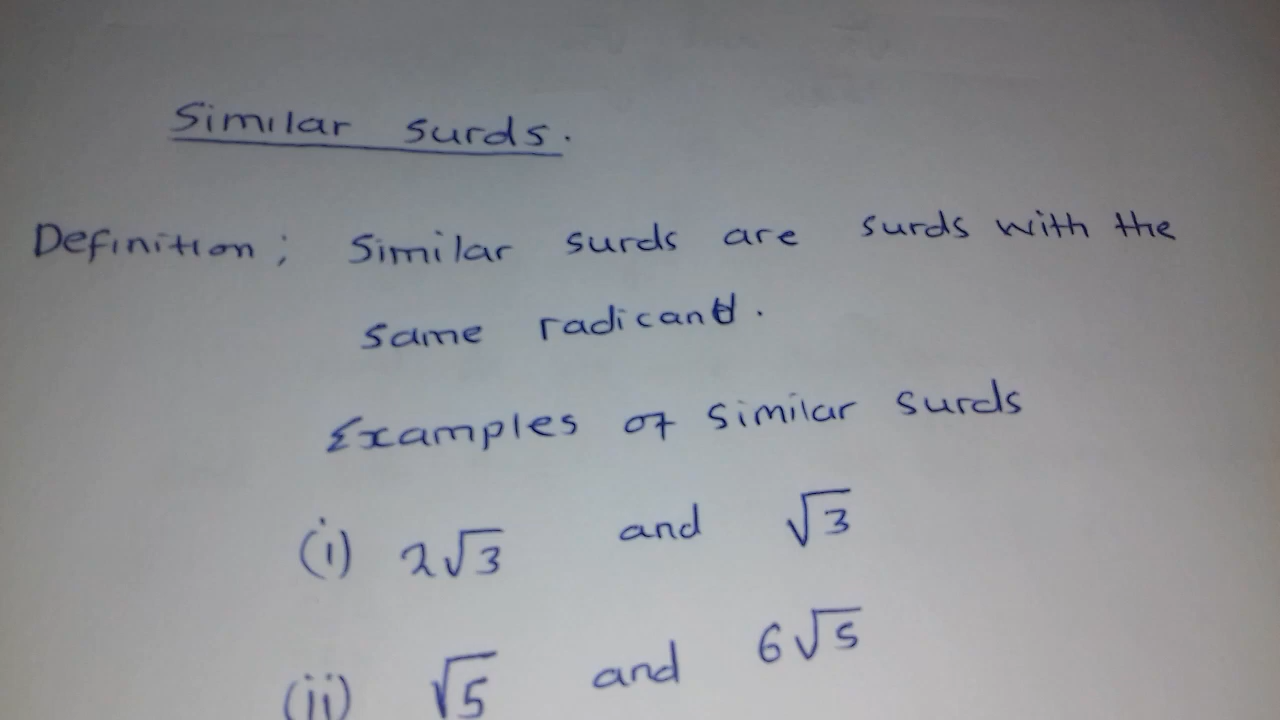 Similar surds.
Definition; Similar surds are surds with the
same radicand.
Examples of similar surds
(i) 2√3 and √3
(ii) √5 and 6√5